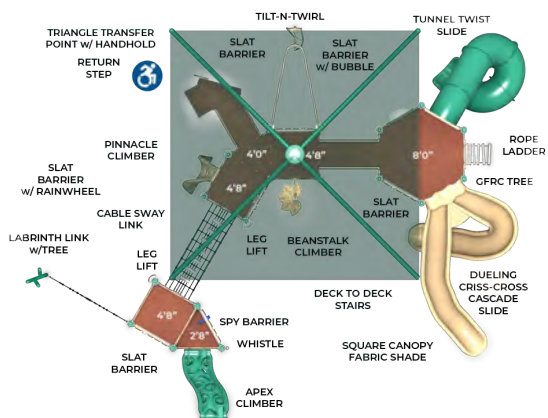 TILT-N-TWIRL
TUNNEL TWIST
SLIDE
TRIANGLE TRANSFER
POINT w/ HANDHOLD
SLAT
BARRIER
SLAT
BARRIER
w/ BUBBLE
RETURN
STEP
ROPE
LADDER
PINNACLE
CLIMBER
4'0"
4'8"
8'0"
SLAT
BARRIER
w/ RAINWHEEL
4'8"
GFRC TREE
SLAT
BARRIER
CABLE SWAY
LINK
LABRINTH LINK
w/TREE
LEG
LIFT
LEG
LIFT
BEANSTALK
CLIMBER
DUELING
CRISS-CROSS
CASCADE
SLIDE
DECK TO DECK
STAIRS
4'8"
SPY BARRIER
2'8"
WHISTLE
SLAT
BARRIER
SQUARE CANOPY
FABRIC SHADE
APEX
CLIMBER